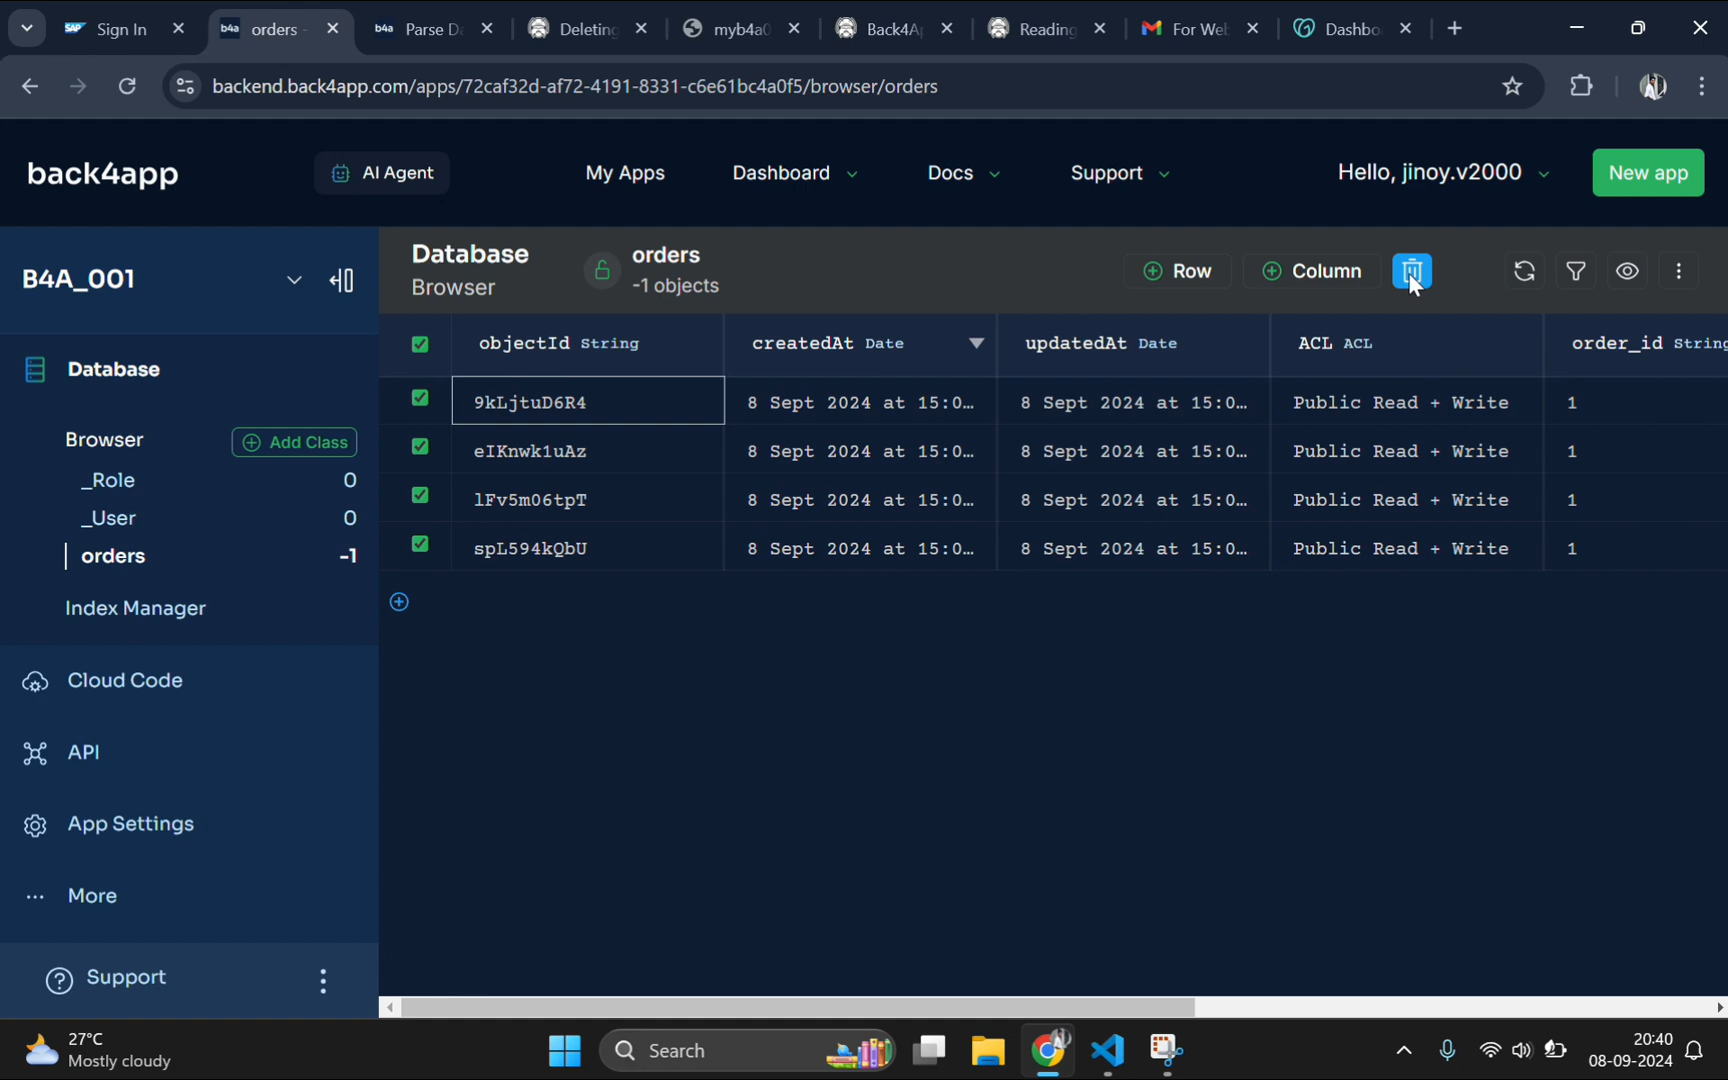 SAP Sign In
b4a orders -
b4a Parse Da
Deleting
myb4a0
Back4Ap
Reading
For Web
Dashbo
backend.back4app.com/apps/72caf32d-af72-4191-8331-c6e61bc4a0f5/browser/orders
back4app
AI Agent
My Apps
Dashboard
Docs
Support
Hello, jinoy.v2000
New app
B4A_001
Database
Browser
orders
-1 objects
Row
Column
objectId String
createdAt Date
updatedAt Date
ACL ACL
order_id String
9kLjtuD6R4 8 Sept 2024 at 15:0... 8 Sept 2024 at 15:0... Public Read + Write 1
eIKnwk1uAz 8 Sept 2024 at 15:0... 8 Sept 2024 at 15:0... Public Read + Write 1
lFv5m06tpT 8 Sept 2024 at 15:0... 8 Sept 2024 at 15:0... Public Read + Write 1
spL594kQbU 8 Sept 2024 at 15:0... 8 Sept 2024 at 15:0... Public Read + Write 1
Database
Browser
Add Class
_Role 0
_User 0
orders -1
Index Manager
Cloud Code
API
App Settings
More
Support
27°C
Mostly cloudy
Search
20:40
08-09-2024